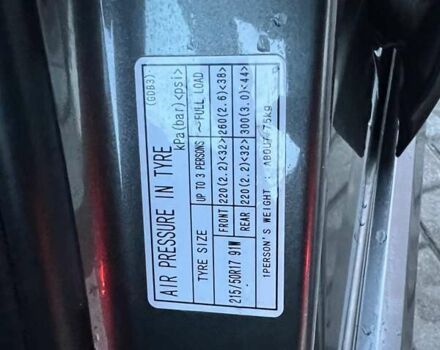 (GDB3)
AIR PRESSURE IN TYRE kPa(bar)<psi>
TYRE SIZE UP TO 3 PERSONS ~FULL LOAD
215/50R17 91W FRONT 220(2.2)<32> 260(2.6)<38>
REAR 220(2.2)<32> 300(3.0)<44>
1PERSON'S WEIGHT : ABOUT 75kg